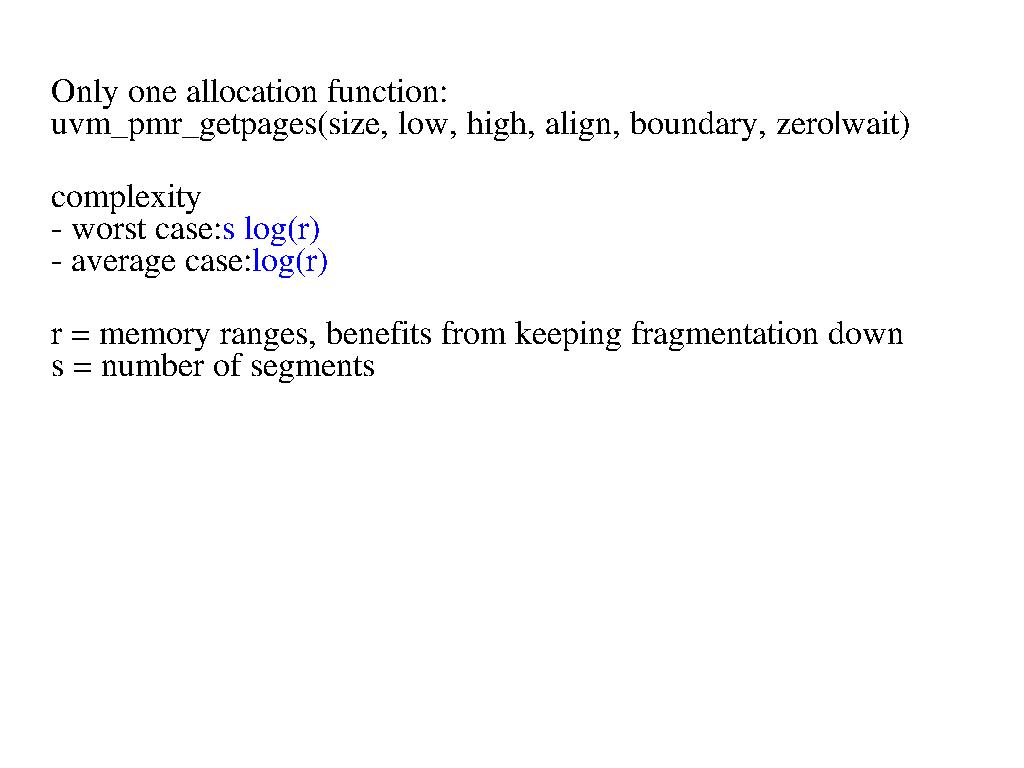 Only one allocation function:
uvm_pmr_getpages(size, low, high, align, boundary, zero|wait)
complexity
- worst case:s log(r)
- average case:log(r)
r = memory ranges, benefits from keeping fragmentation down
s = number of segments